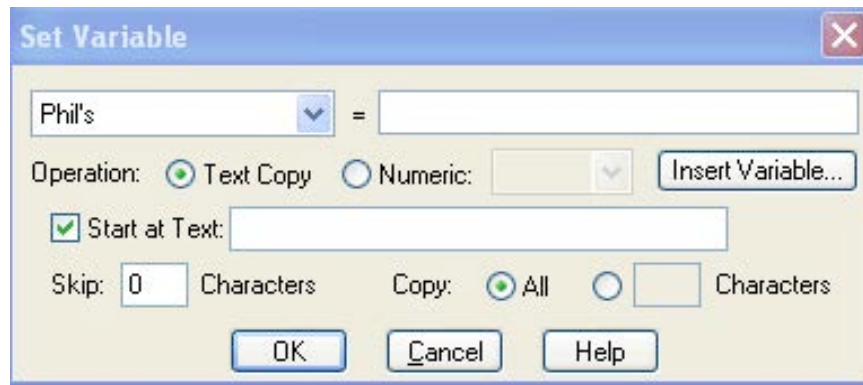 Set Variable
Phil's =
Operation: Text Copy Numeric: Insert Variable...
Start at Text:
Skip: 0 Characters Copy: All Characters
OK Cancel Help